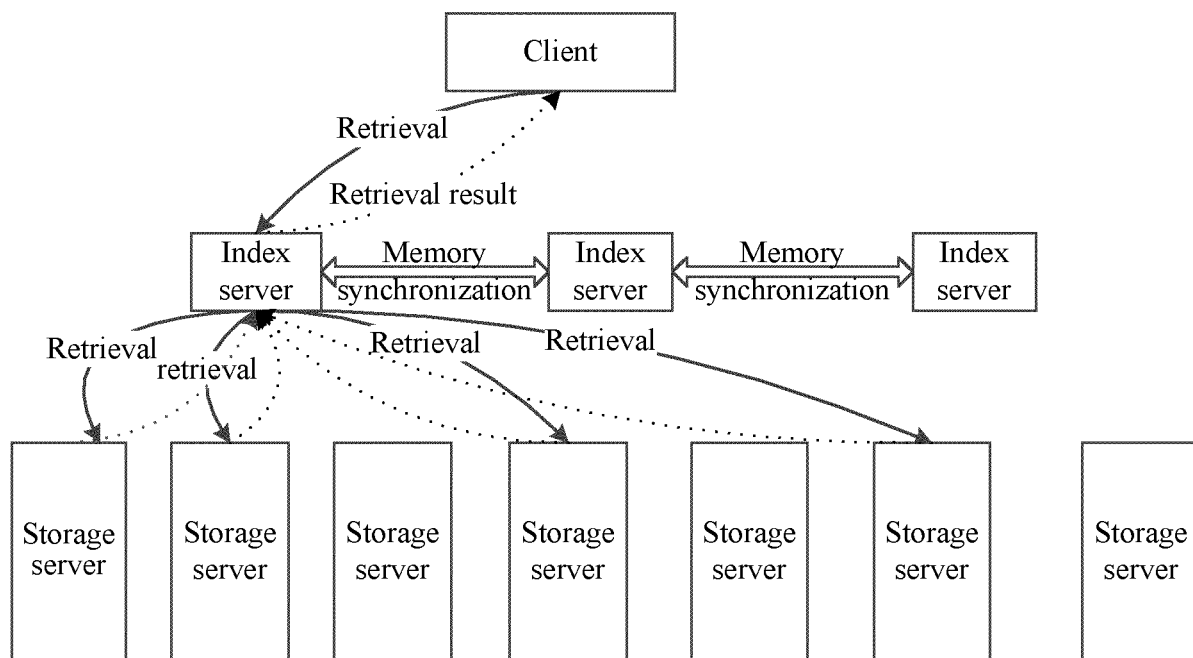 Client
Retrieval
Retrieval result
Index
server
Memory
synchronization
Index
server
Memory
synchronization
Index
server
Retrieval
retrieval
Retrieval
Retrieval
Storage
server
Storage
server
Storage
server
Storage
server
Storage
server
Storage
server
Storage
server